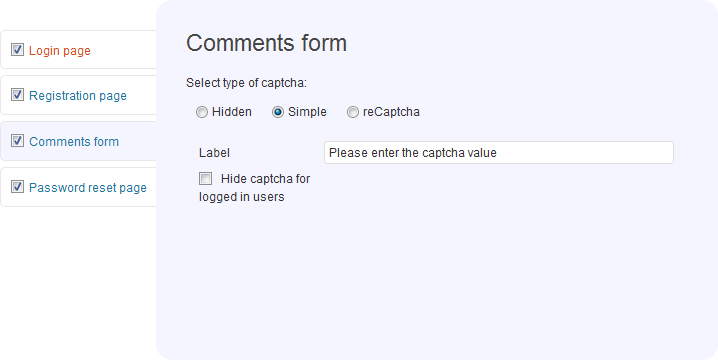 Login page
Registration page
Comments form
Password reset page
Comments form
Select type of captcha:
Hidden Simple reCaptcha
Label Please enter the captcha value
Hide captcha for
logged in users